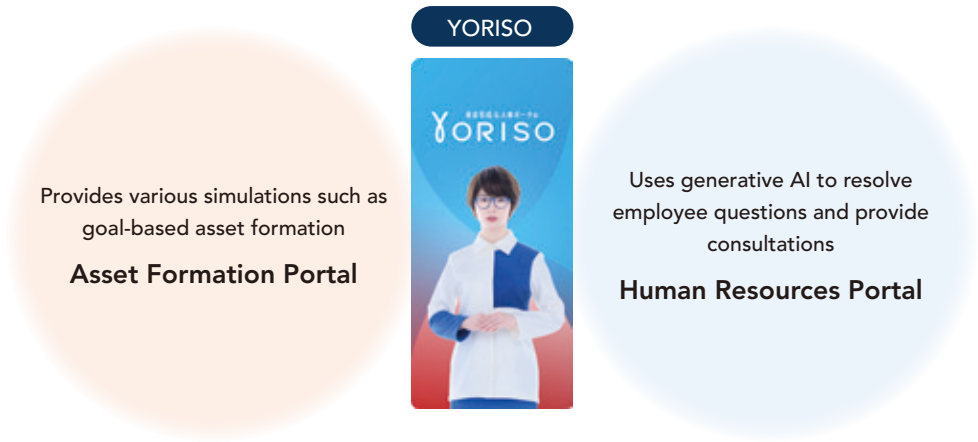 YORISO
YORISO
Provides various simulations such as
goal-based asset formation
Asset Formation Portal
Uses generative AI to resolve
employee questions and provide
consultations
Human Resources Portal